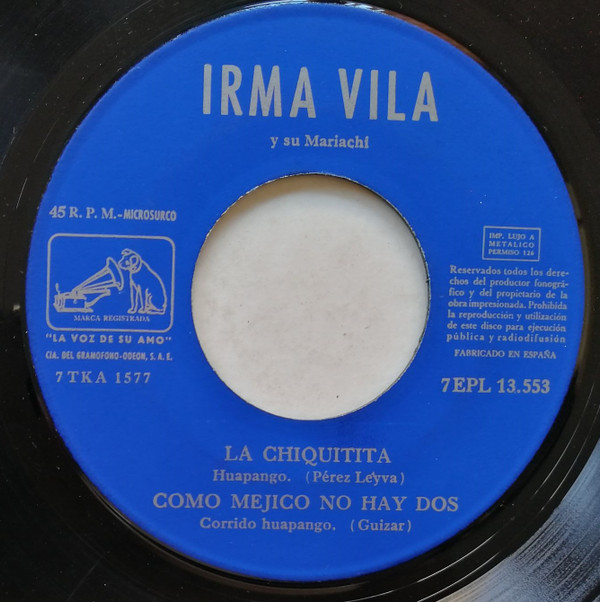 IRMA VILA
y su Mariachi
45 R. P. M.-MICROSURCO
MARCA REGISTRADA
"LA VOZ DE SU AMO"
CIA. DEL GRAMOFONO-ODEON, S. A. E.
7 TKA 1577
IMP. LUJO A
METALICO
PERMISO 124
Reservados todos los dere-
chos del productor fonográ-
fico y del propietario de la
obra impresionada. Prohibida
la reproducción y utilización
de este disco para ejecución
pública y radiodifusión
FABRICADO EN ESPAÑA
7EPL 13.553
LA CHIQUITITA
Huapango. (Pérez Leyva)
COMO MEJICO NO HAY DOS
Corrido huapango. (Guizar)